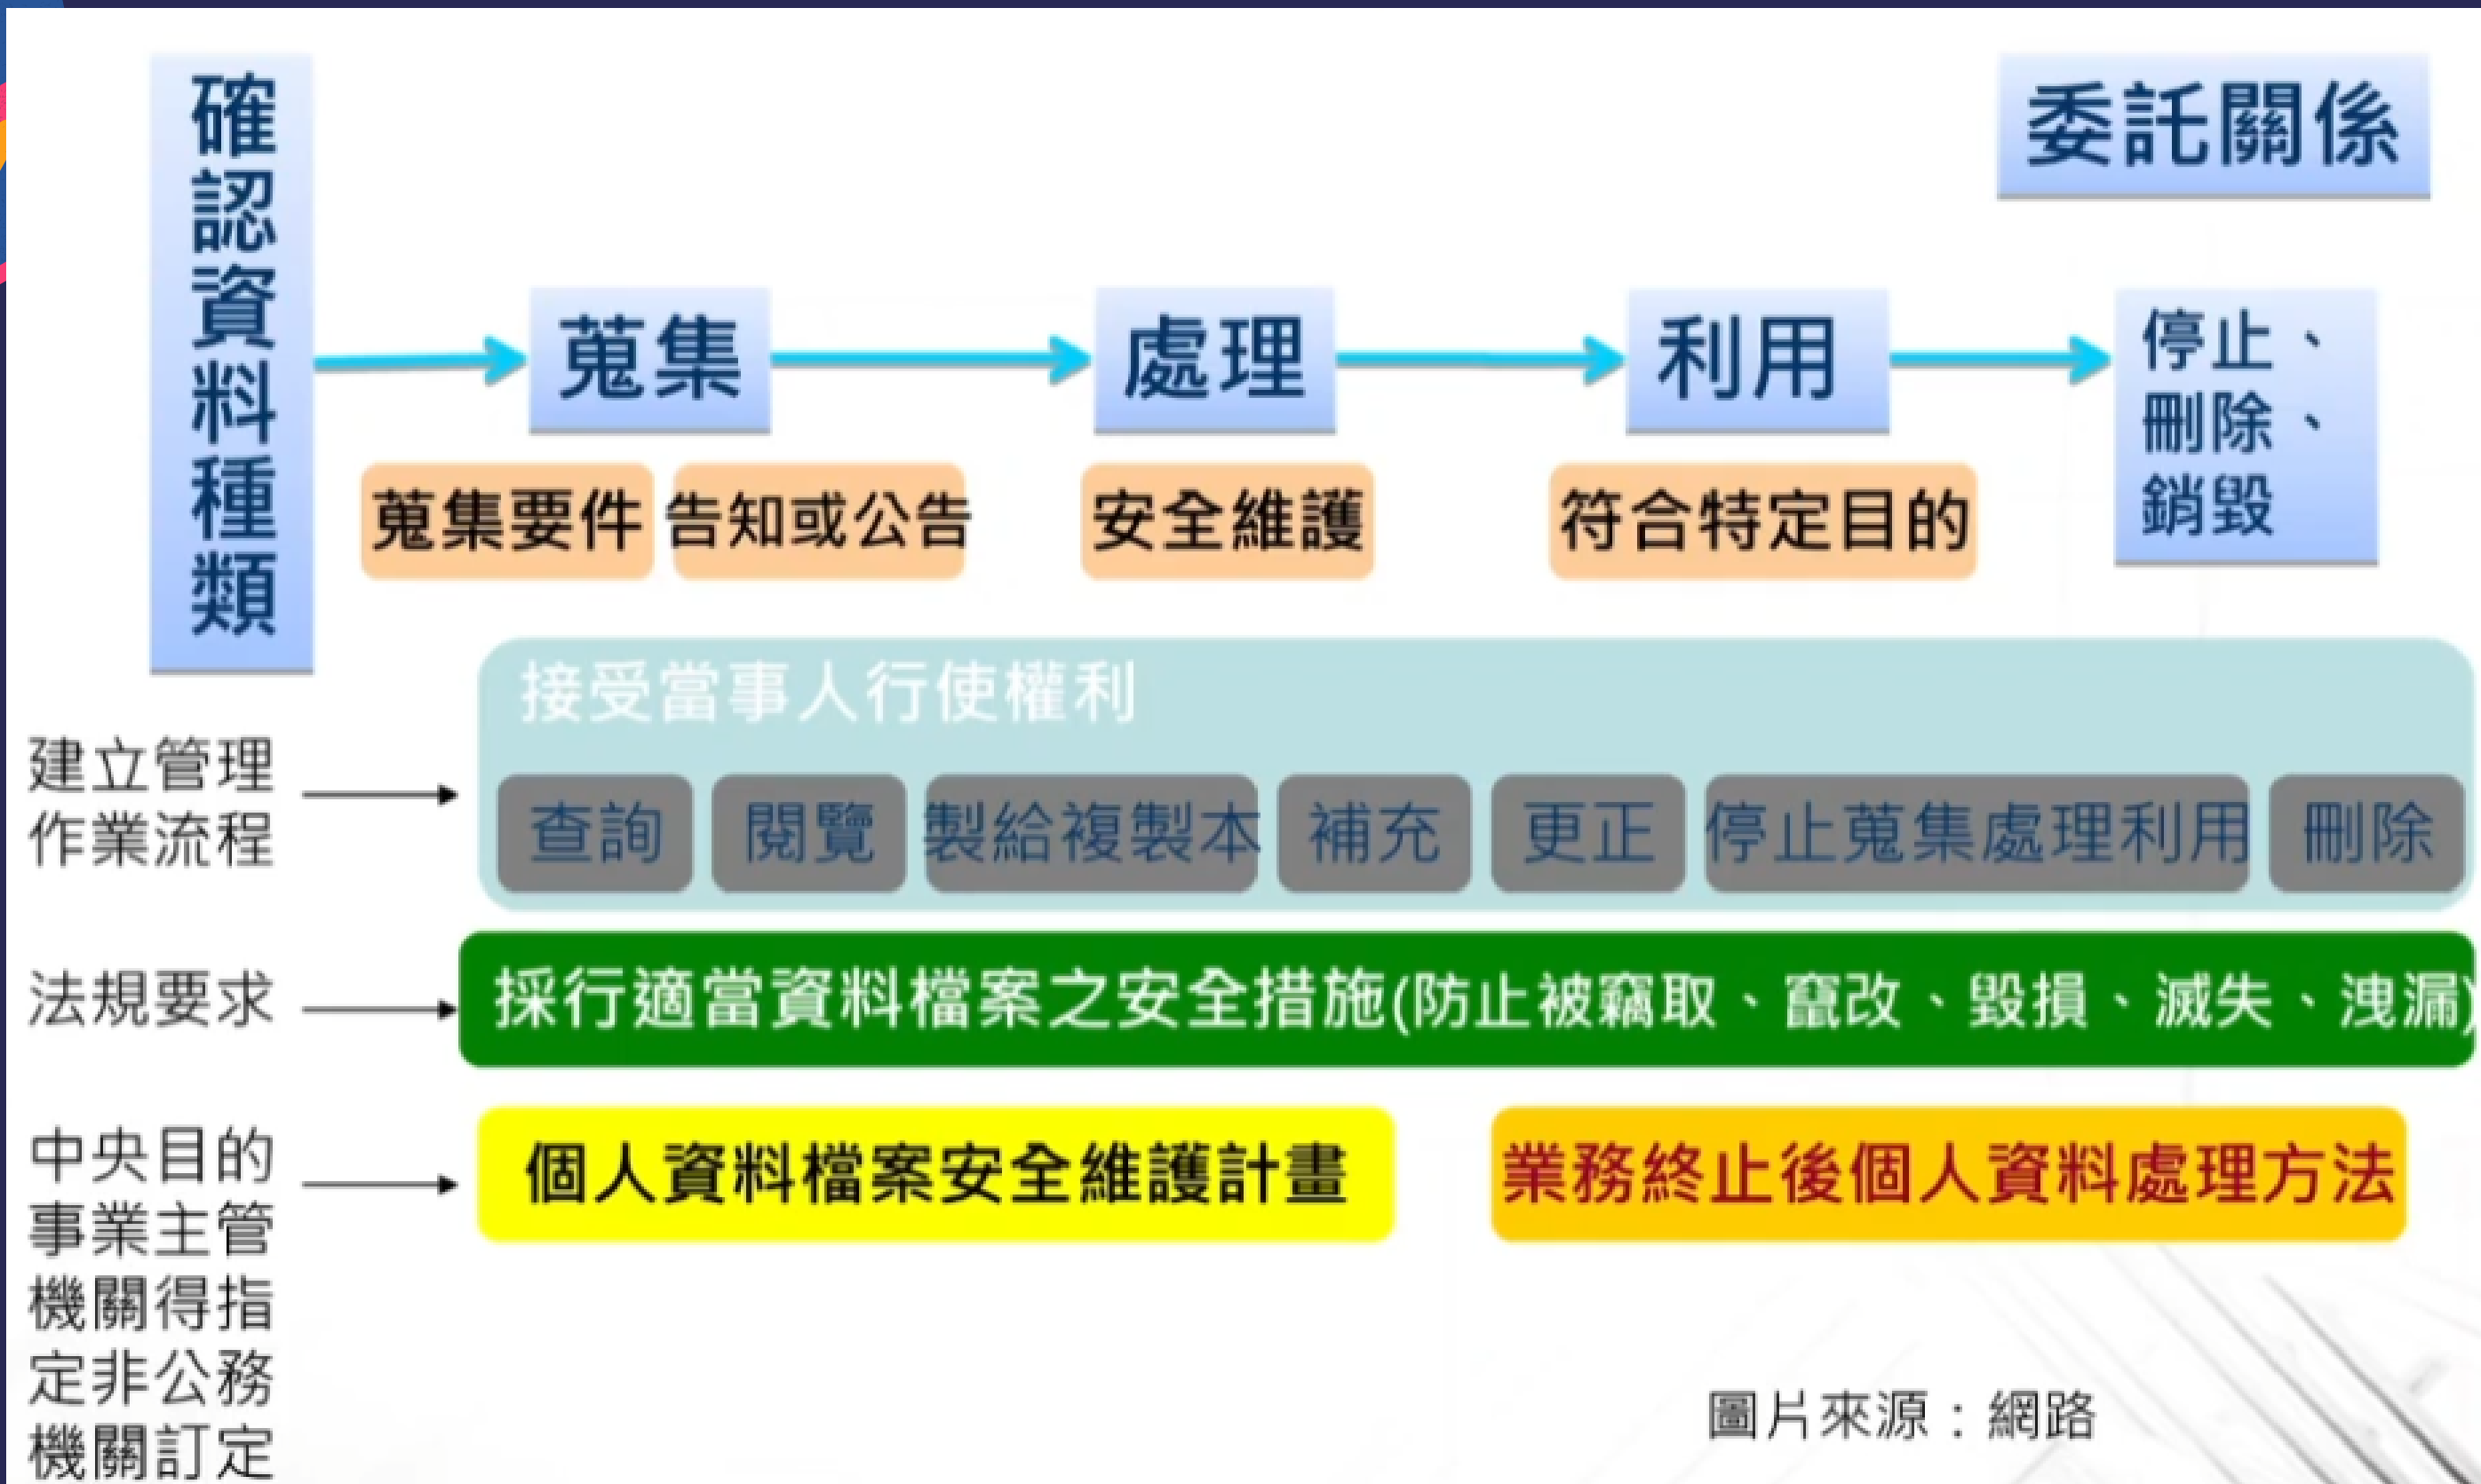 確認資料種類
委託關係
蒐集
處理
利用
停止、
刪除、
銷毀
蒐集要件
告知或公告
安全維護
符合特定目的
建立管理
作業流程
接受當事人行使權利
查詢
閱覽
製給複製本
補充
更正
停止蒐集處理利用
刪除
法規要求
採行適當資料檔案之安全措施(防止被竊取、竄改、毀損、滅失、洩漏)
中央目的
事業主管
機關得指
定非公務
機關訂定
個人資料檔案安全維護計畫
業務終止後個人資料處理方法
圖片來源：網路